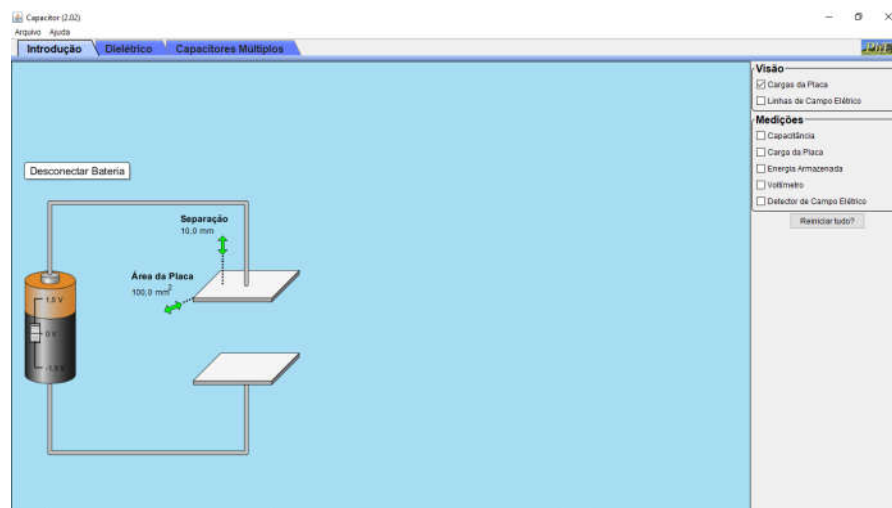 Capacitor (2.02)
Arquivo Ajuda
Introdução Dielétrico Capacitores Múltiplos
PhET
Visão
Cargas da Placa
Linhas de Campo Elétrico
Medições
Capacitância
Carga da Placa
Energia Armazenada
Voltímetro
Detector de Campo Elétrico
Reiniciar tudo?
Desconectar Bateria
Separação
10,0 mm
Área da Placa
100,0 mm²
1,5 V
0 V
-1,5 V